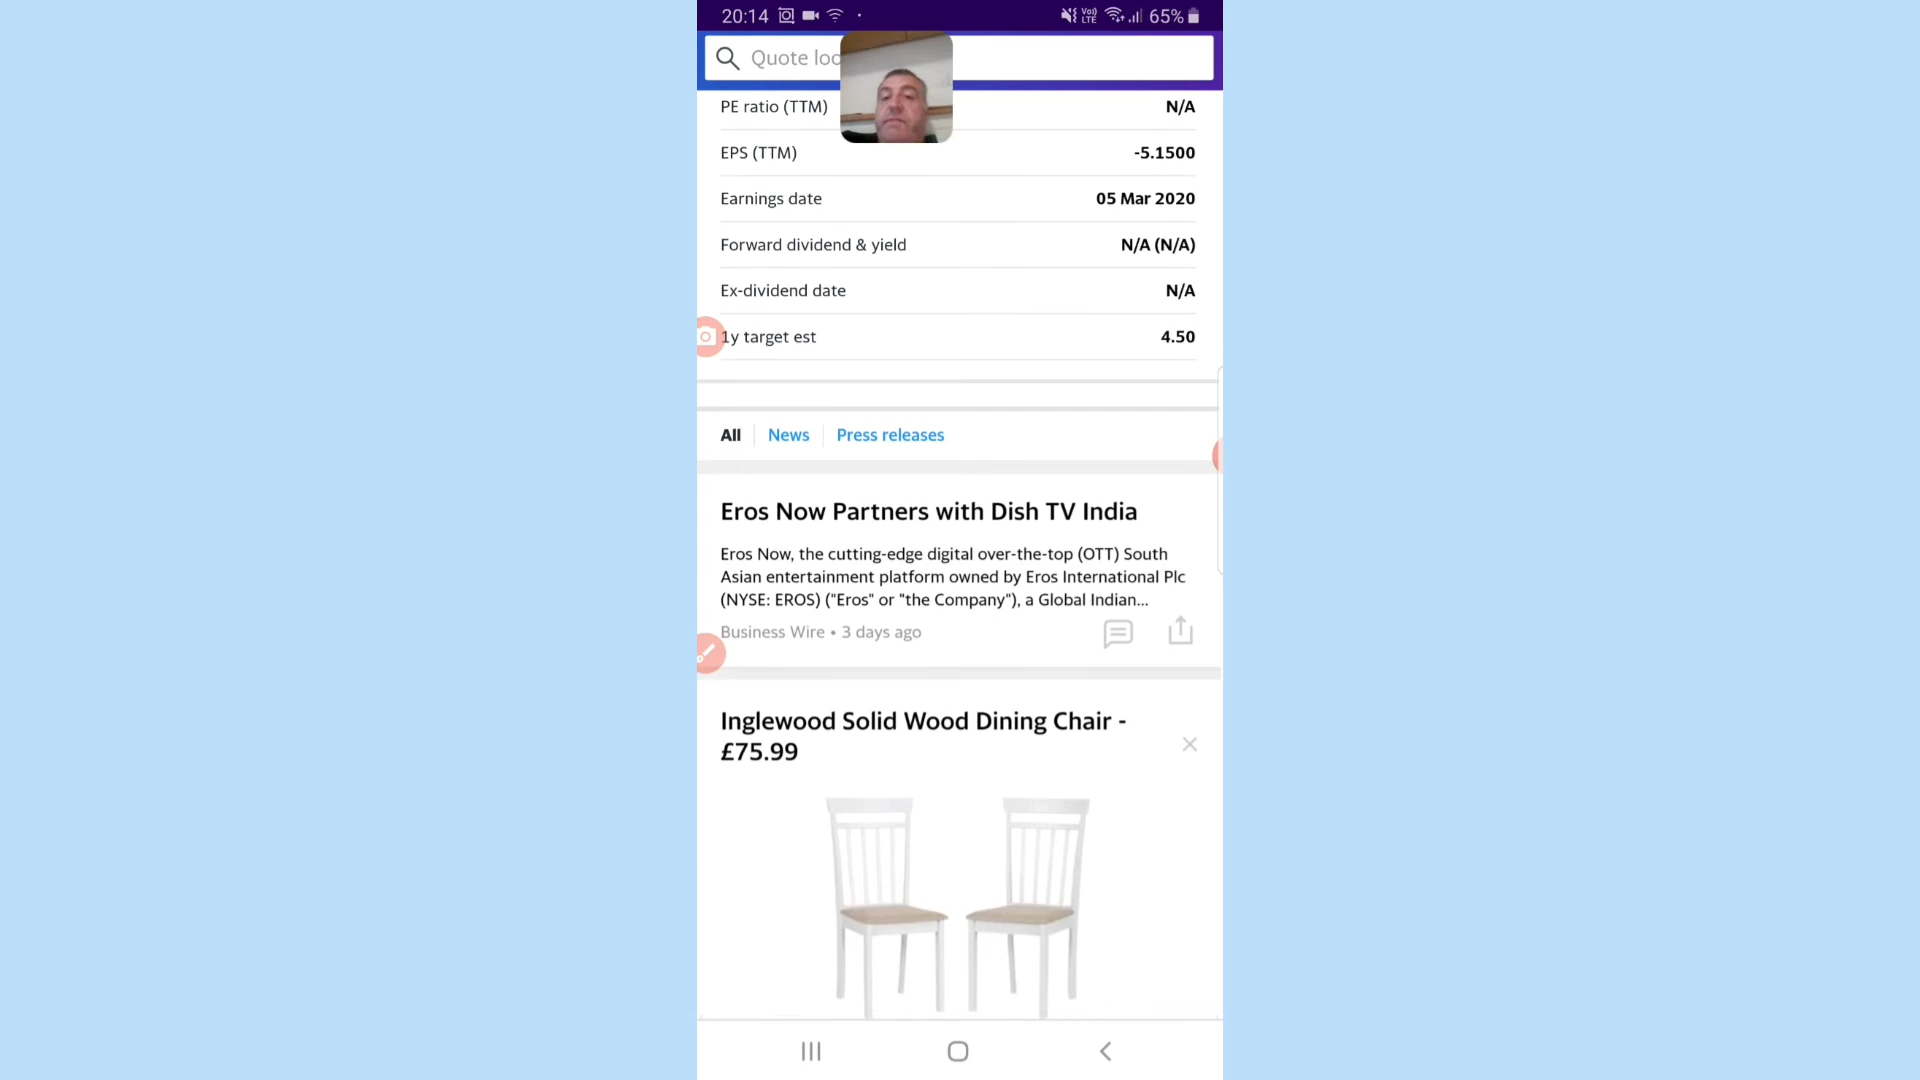 20:14
Vo))
LTE
65%
Quote loo
PE ratio (TTM) N/A
EPS (TTM) -5.1500
Earnings date 05 Mar 2020
Forward dividend & yield N/A (N/A)
Ex-dividend date N/A
1y target est 4.50
All News Press releases
Eros Now Partners with Dish TV India
Eros Now, the cutting-edge digital over-the-top (OTT) South
Asian entertainment platform owned by Eros International Plc
(NYSE: EROS) ("Eros" or "the Company"), a Global Indian...
Business Wire • 3 days ago
Inglewood Solid Wood Dining Chair -
£75.99